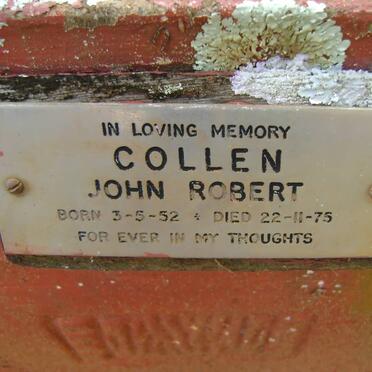 IN LOVING MEMORY
COLLEN
JOHN ROBERT
BORN 3-5-52 + DIED 22-11-75
FOR EVER IN MY THOUGHTS